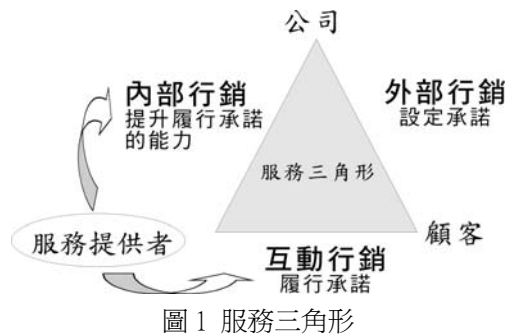 公司
內部行銷
提升履行承諾
的能力
外部行銷
設定承諾
服務三角形
服務提供者
顧客
互動行銷
履行承諾
圖 1 服務三角形